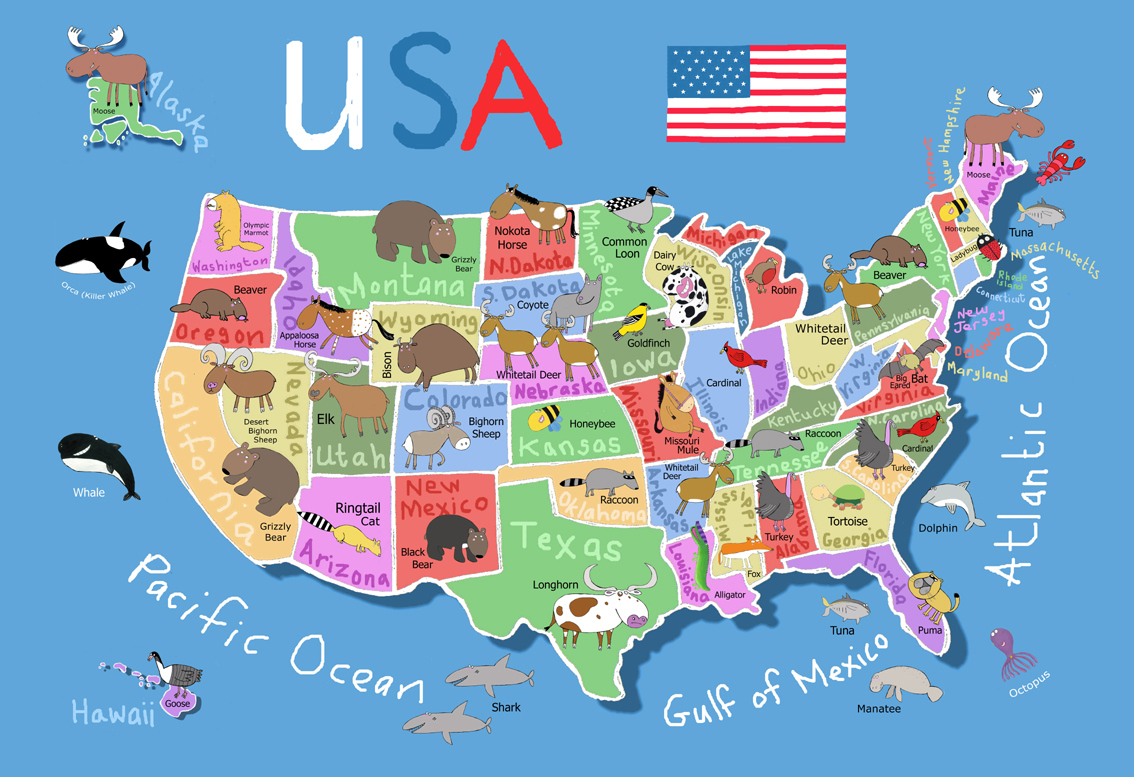 USA
Alaska
Moose
New Hampshire
Vermont
Moose
Maine
Tuna
Honeybee
Ladybug
Massachusetts
Rhode
Island
Connecticut
New York
Beaver
New
Jersey
Delaware
Maryland
Atlantic Ocean
Olympic
Marmot
Washington
Orca (Killer Whale)
Idaho
Grizzly
Bear
Montana
Nokota
Horse
N.Dakota
Minnesota
Common
Loon
Michigan
Lake
Michigan
Dairy
Cow
Wisconsin
Robin
Beaver
Oregon
Appaloosa
Horse
Wyoming
Bison
S.Dakota
Coyote
Goldfinch
Iowa
Whitetail
Deer
Pennsylvania
Ohio
Whitetail Deer
Nebraska
Cardinal
Illinois
Indiana
W.
Virginia
Big
Eared
Bat
Virginia
California
Nevada
Desert
Bighorn
Sheep
Elk
Utah
Colorado
Bighorn
Sheep
Honeybee
Kansas
Missouri
Missouri
Mule
Kentucky
Raccoon
Tennessee
N.Carolina
Cardinal
Turkey
S.Carolina
Whale
Grizzly
Bear
Ringtail
Cat
Arizona
New
Mexico
Black
Bear
Raccoon
Oklahoma
Texas
Longhorn
Whitetail
Deer
Arkansas
Turkey
Tortoise
Georgia
Dolphin
Louisiana
Alligator
Fox
Florida
Puma
Pacific Ocean
Shark
Hawaii
Goose
Gulf of Mexico
Tuna
Manatee
Octopus